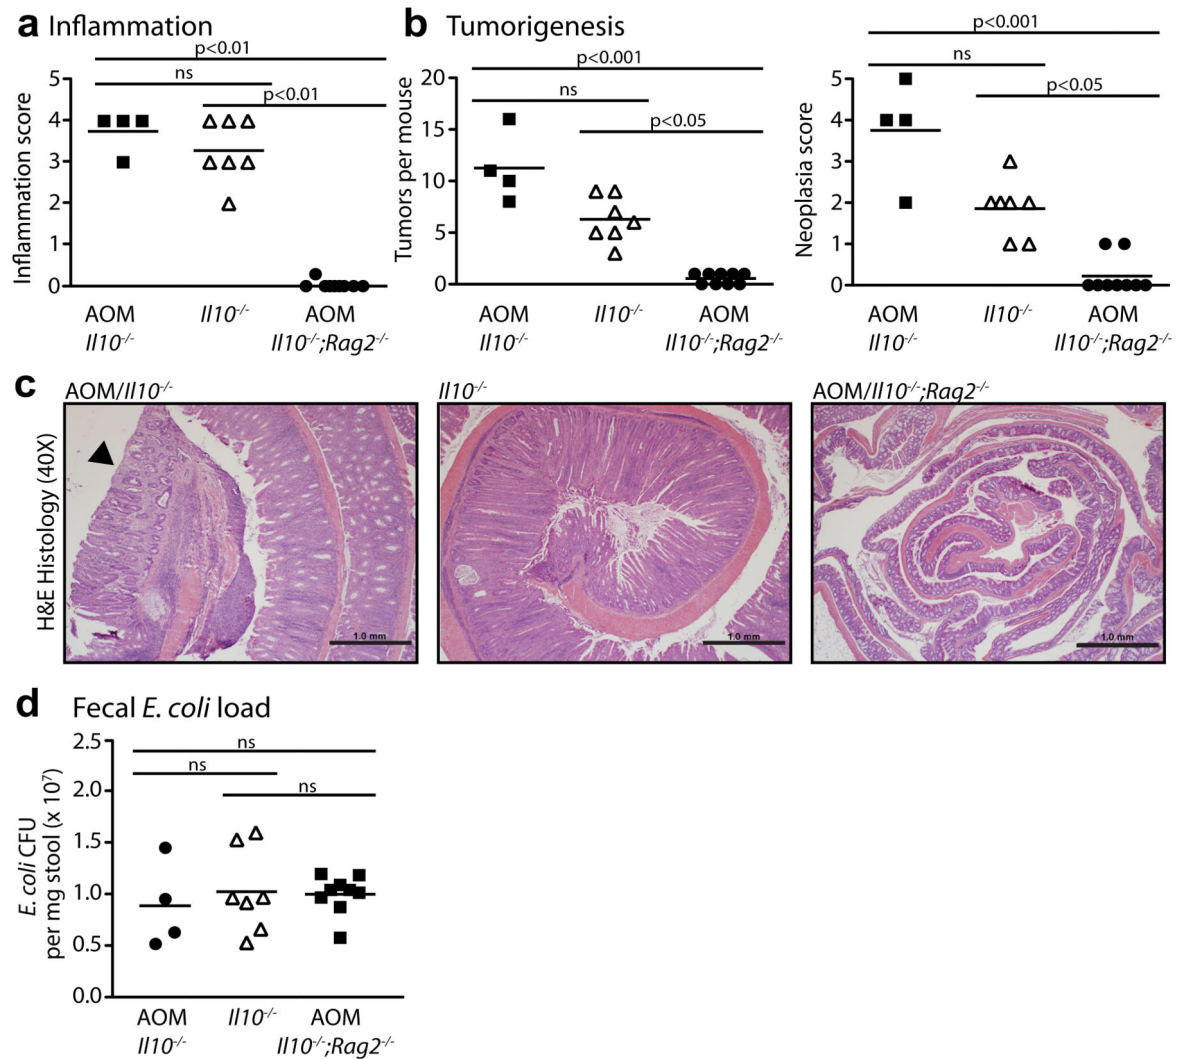 a Inflammation
p<0.01
ns
p<0.01
Inflammation score
5
4
3
2
1
0
AOM
Il10-/-
Il10-/-
AOM
Il10-/-;Rag2-/-
b Tumorigenesis
p<0.001
ns
p<0.05
Tumors per mouse
20
15
10
5
0
AOM
Il10-/-
Il10-/-
AOM
Il10-/-;Rag2-/-
p<0.001
ns
p<0.05
Neoplasia score
5
4
3
2
1
0
AOM
Il10-/-
Il10-/-
AOM
Il10-/-;Rag2-/-
c
AOM/Il10-/-
Il10-/-
AOM/Il10-/-;Rag2-/-
H&E Histology (40X)
1.0 mm
1.0 mm
1.0 mm
d Fecal E. coli load
ns
ns
ns
E. coli CFU
per mg stool (x 10⁷)
2.5
2.0
1.5
1.0
0.5
0.0
AOM
Il10-/-
Il10-/-
AOM
Il10-/-;Rag2-/-